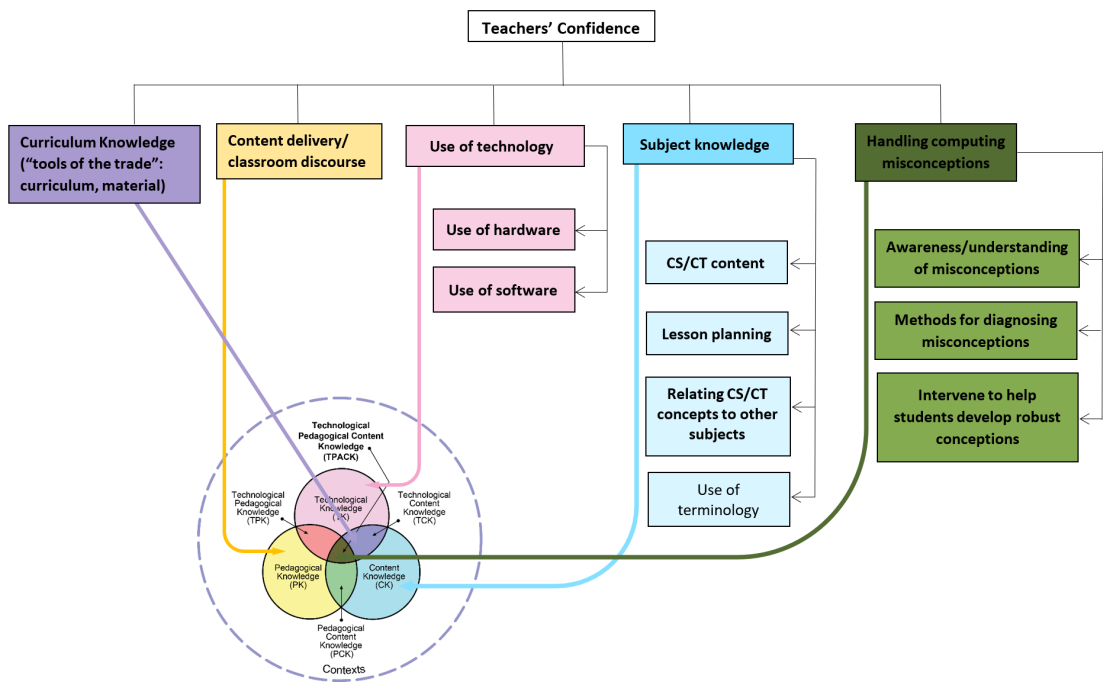 Teachers’ Confidence
Curriculum Knowledge
(“tools of the trade”:
curriculum, material)
Content delivery/
classroom discourse
Use of technology
Subject knowledge
Handling computing
misconceptions
Use of hardware
Use of software
CS/CT content
Lesson planning
Relating CS/CT
concepts to other
subjects
Use of
terminology
Awareness/understanding
of misconceptions
Methods for diagnosing
misconceptions
Intervene to help
students develop robust
conceptions
Technological
Pedagogical Content
Knowledge
(TPACK)
Technological
Pedagogical
Knowledge
(TPK)
Technological
Knowledge
Technological
Content
Knowledge
(TCK)
Pedagogical
Knowledge
(PK)
Content
Knowledge
(CK)
Pedagogical
Content
Knowledge
(PCK)
Contexts